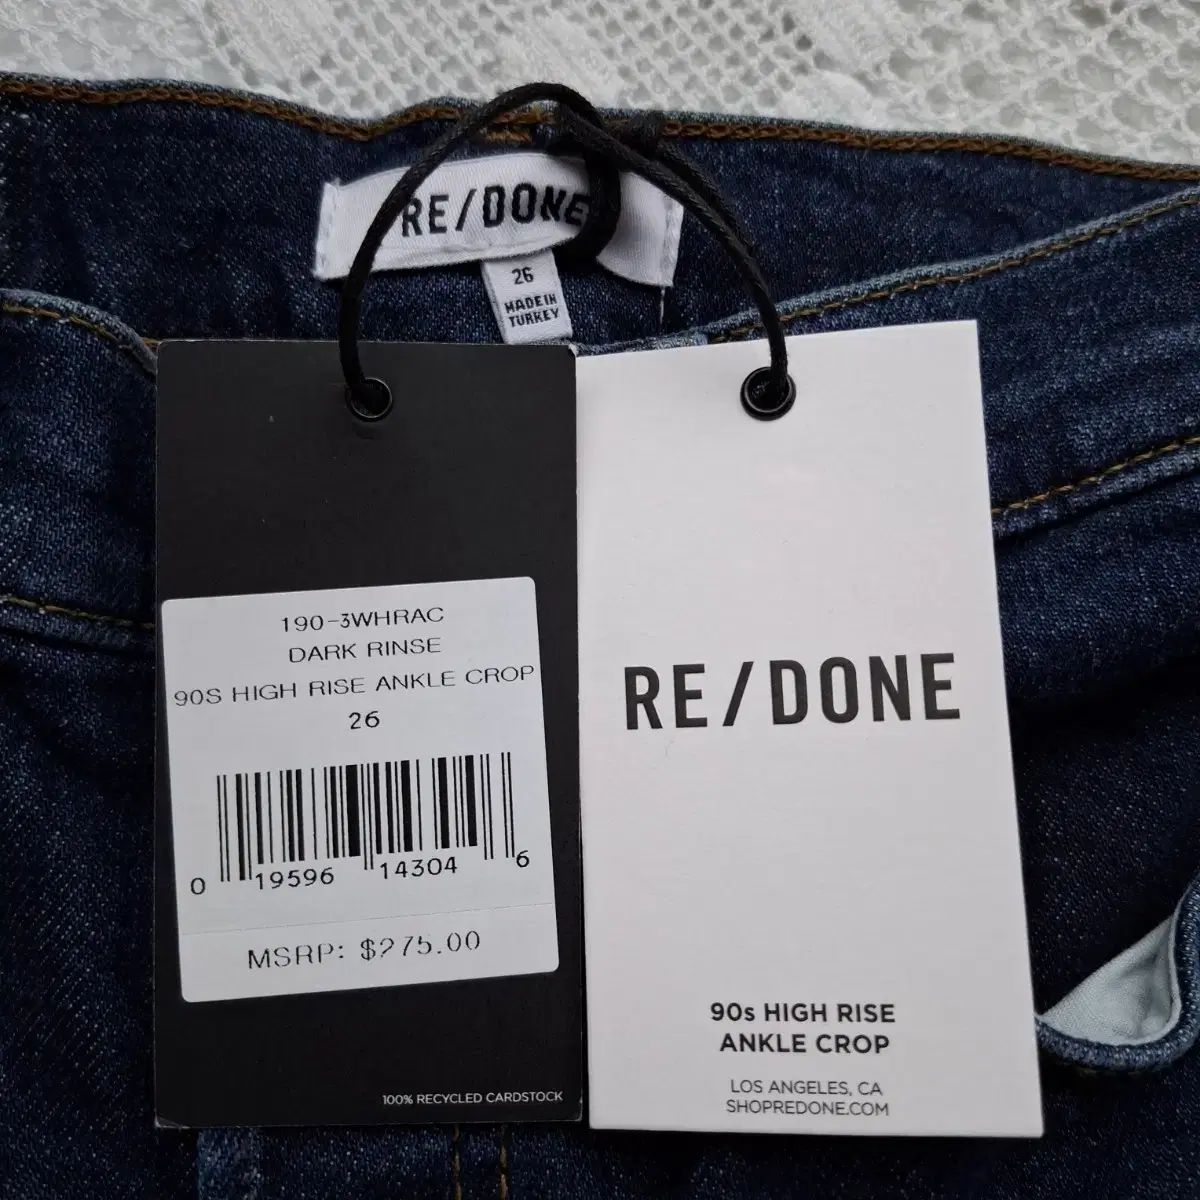 RE/DONE
26
MADE IN
TURKEY
190-3WHRAC
DARK RINSE
90S HIGH RISE ANKLE CROP
26
0 19596 14304 6
MSRP: $275.00
100% RECYCLED CARDSTOCK
RE/DONE
90s HIGH RISE
ANKLE CROP
LOS ANGELES, CA
SHOPREDONE.COM